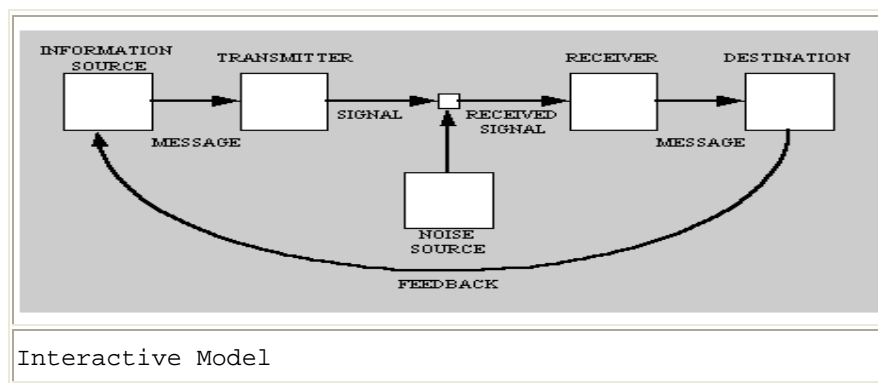 INFORMATION
SOURCE
TRANSMITTER
RECEIVER
DESTINATION
SIGNAL
RECEIVED
SIGNAL
MESSAGE
MESSAGE
NOISE
SOURCE
FEEDBACK
Interactive Model